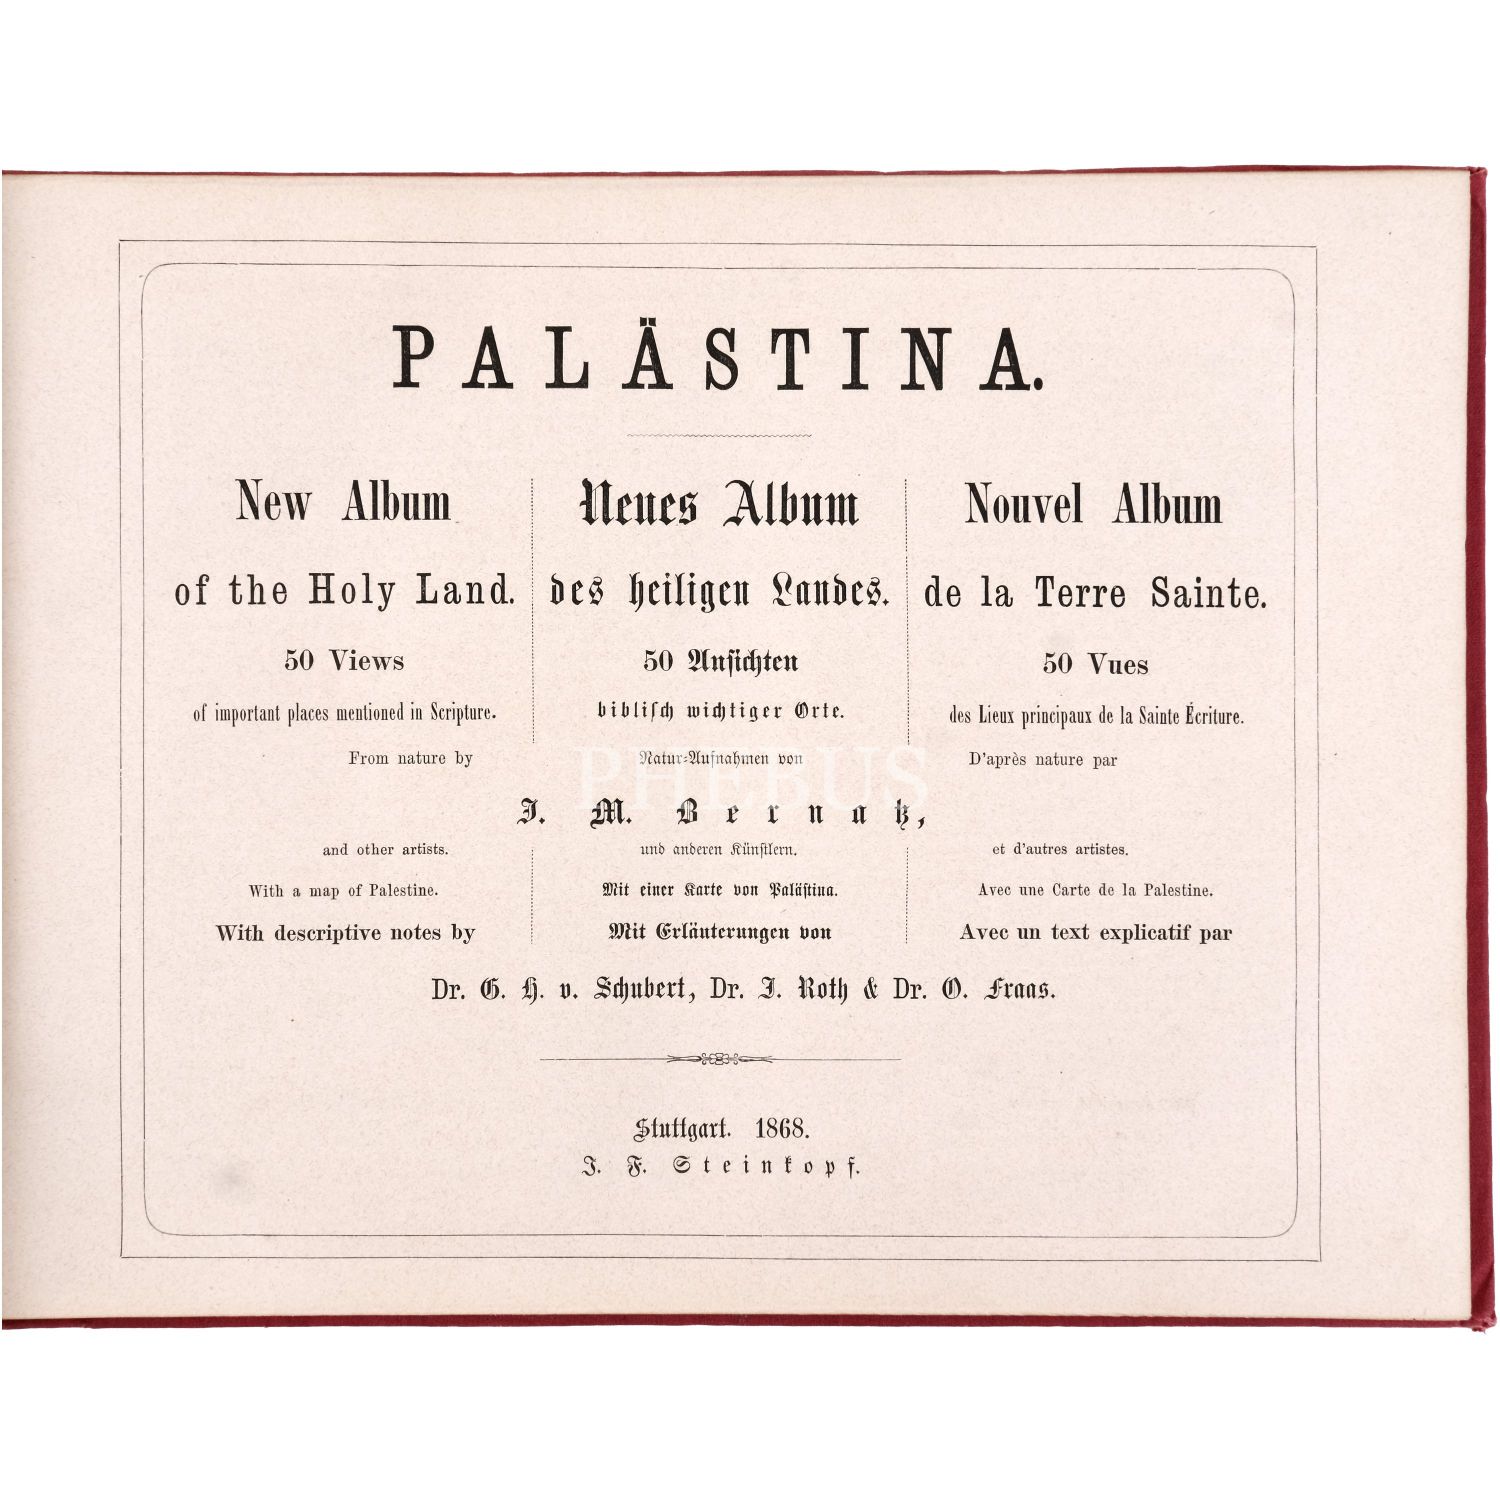 PALÄSTINA.
New Album
of the Holy Land.
50 Views
of important places mentioned in Scripture.
From nature by
Neues Album
des heiligen Landes.
50 Ansichten
biblisch wichtiger Orte.
Natur-Aufnahmen von
Nouvel Album
de la Terre Sainte.
50 Vues
des Lieux principaux de la Sainte Écriture.
D'après nature par
PHEBUS
J. M. Bernatz,
and other artists.
With a map of Palestine.
With descriptive notes by
und anderen Künstlern.
Mit einer Karte von Palästina.
Mit Erläuterungen von
et d'autres artistes.
Avec une Carte de la Palestine.
Avec un text explicatif par
Dr. G. H. v. Schubert, Dr. J. Roth & Dr. O. Fraas.
Stuttgart. 1868.
J. F. Steinkopf.